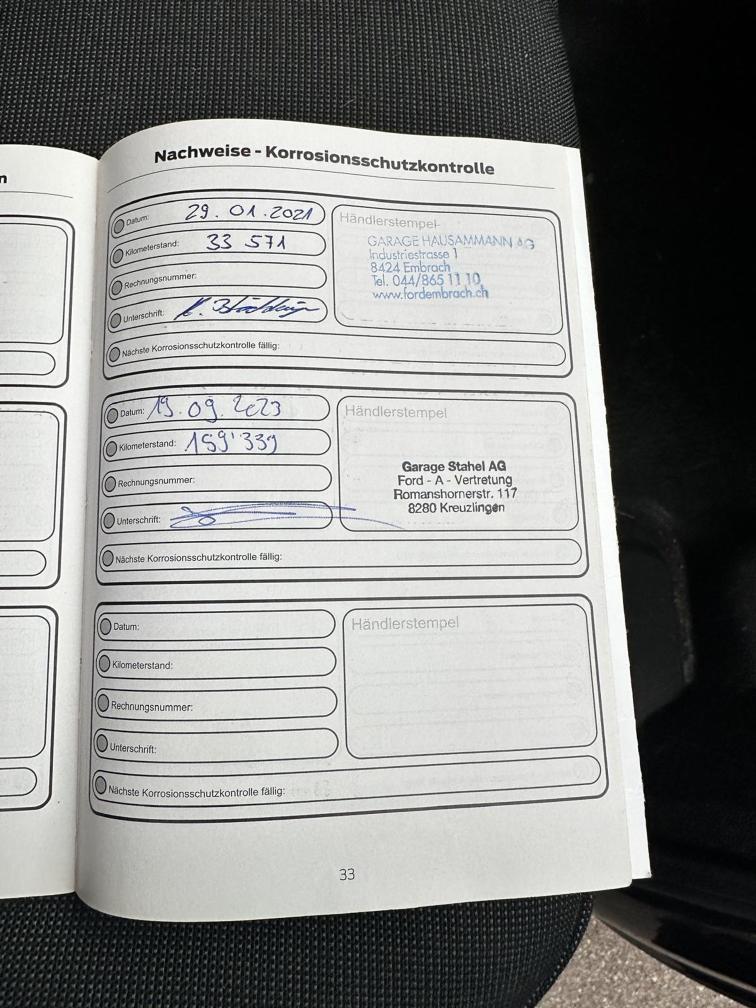 n
Nachweise - Korrosionsschutzkontrolle
Datum: 29.01.2021
Kilometerstand: 33 571
Rechnungsnummer:
Unterschrift:
Händlerstempel
GARAGE HAUSAMMANN AG
Industriestrasse 1
8424 Embrach
Tel. 044/865 11 10
www.fordembrach.ch
Nächste Korrosionsschutzkontrolle fällig:
Datum: 19.09.2023
Kilometerstand: 159'339
Rechnungsnummer:
Unterschrift:
Händlerstempel
Garage Stahel AG
Ford - A - Vertretung
Romanshornerstr. 117
8280 Kreuzlingen
Nächste Korrosionsschutzkontrolle fällig:
Datum:
Kilometerstand:
Rechnungsnummer:
Unterschrift:
Händlerstempel
Nächste Korrosionsschutzkontrolle fällig:
33